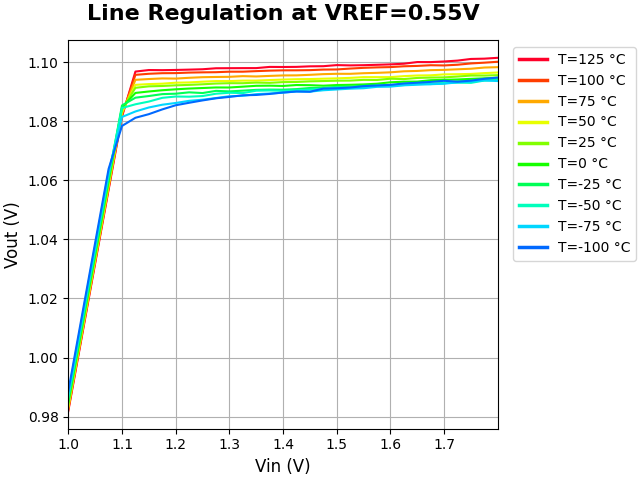 Line Regulation at VREF=0.55V
Vout (V)
1.10
1.08
1.06
1.04
1.02
1.00
0.98
1.0 1.1 1.2 1.3 1.4 1.5 1.6 1.7
Vin (V)
T=125 °C
T=100 °C
T=75 °C
T=50 °C
T=25 °C
T=0 °C
T=-25 °C
T=-50 °C
T=-75 °C
T=-100 °C